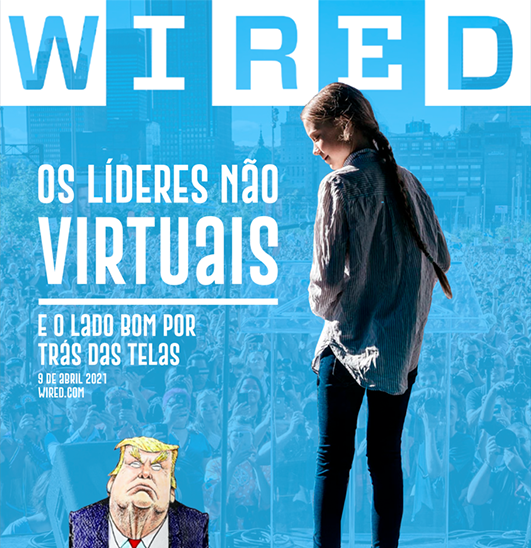 WIRED
OS LÍDERES NÃO
VIRTUAIS
E O LADO BOM POR
TRÁS DAS TELAS
9 DE ABRIL 2021
WIRED.COM